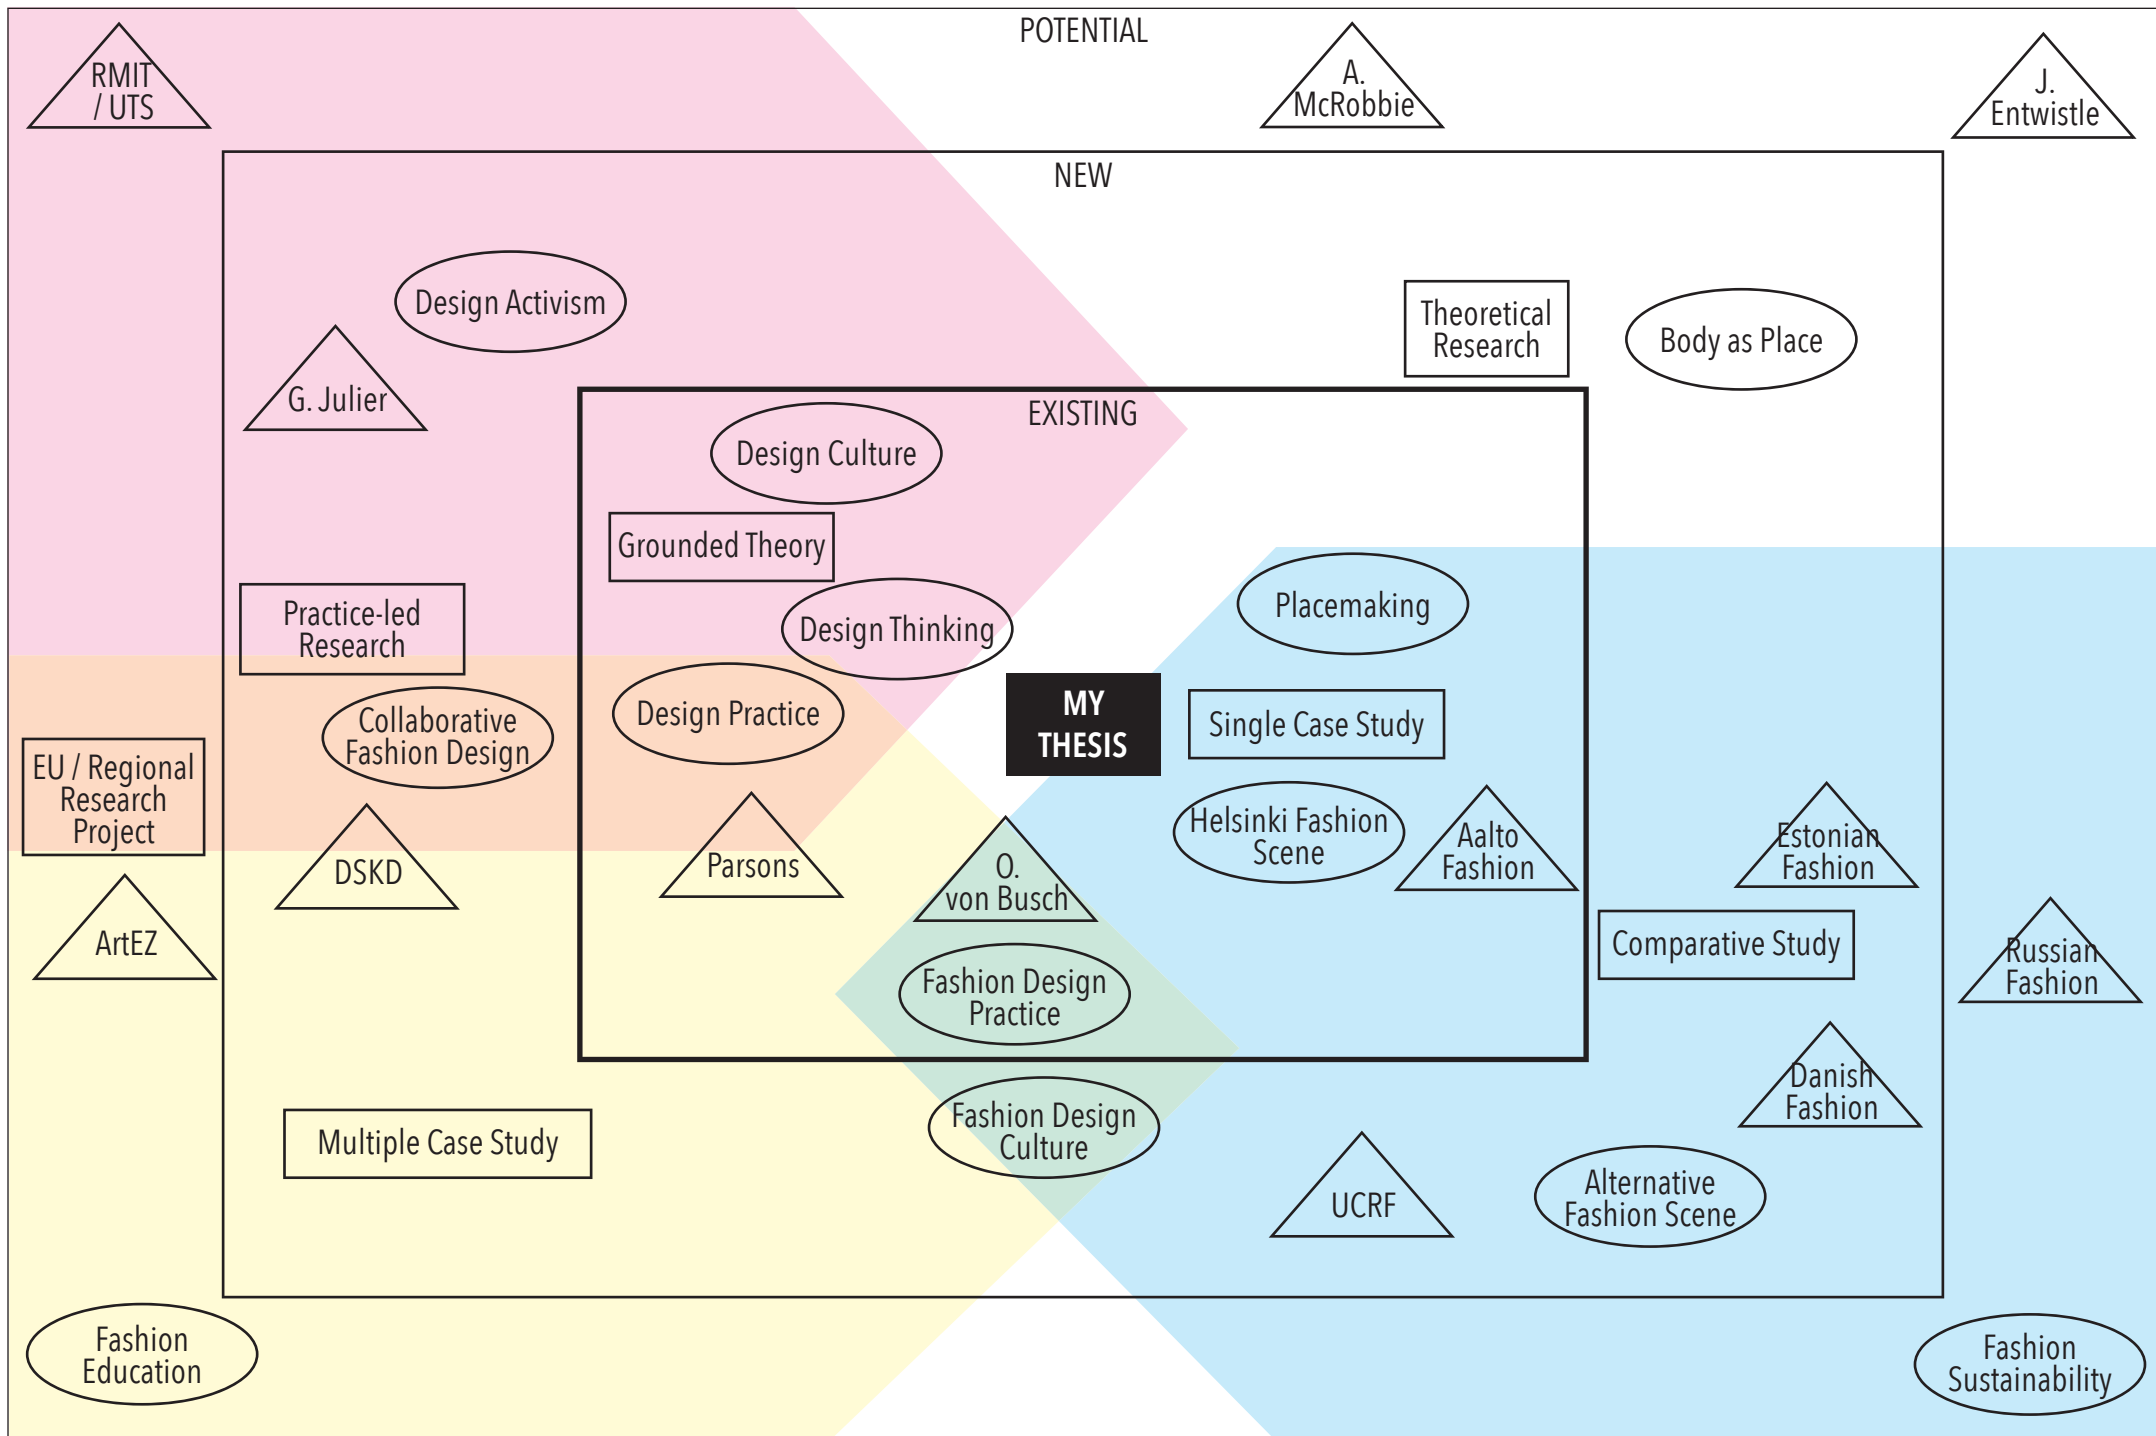 POTENTIAL
RMIT
/ UTS
A.
McRobbie
J.
Entwistle
NEW
Design Activism
Theoretical
Research
Body as Place
G. Julier
EXISTING
Design Culture
Grounded Theory
Practice-led
Research
Design Thinking
Placemaking
Collaborative
Fashion Design
Design Practice
MY
THESIS
Single Case Study
EU / Regional
Research
Project
DSKD
Parsons
O.
von Busch
Helsinki Fashion
Scene
Aalto
Fashion
Estonian
Fashion
ArtEZ
Fashion Design
Practice
Comparative Study
Russian
Fashion
Danish
Fashion
Multiple Case Study
Fashion Design
Culture
UCRF
Alternative
Fashion Scene
Fashion
Education
Fashion
Sustainability